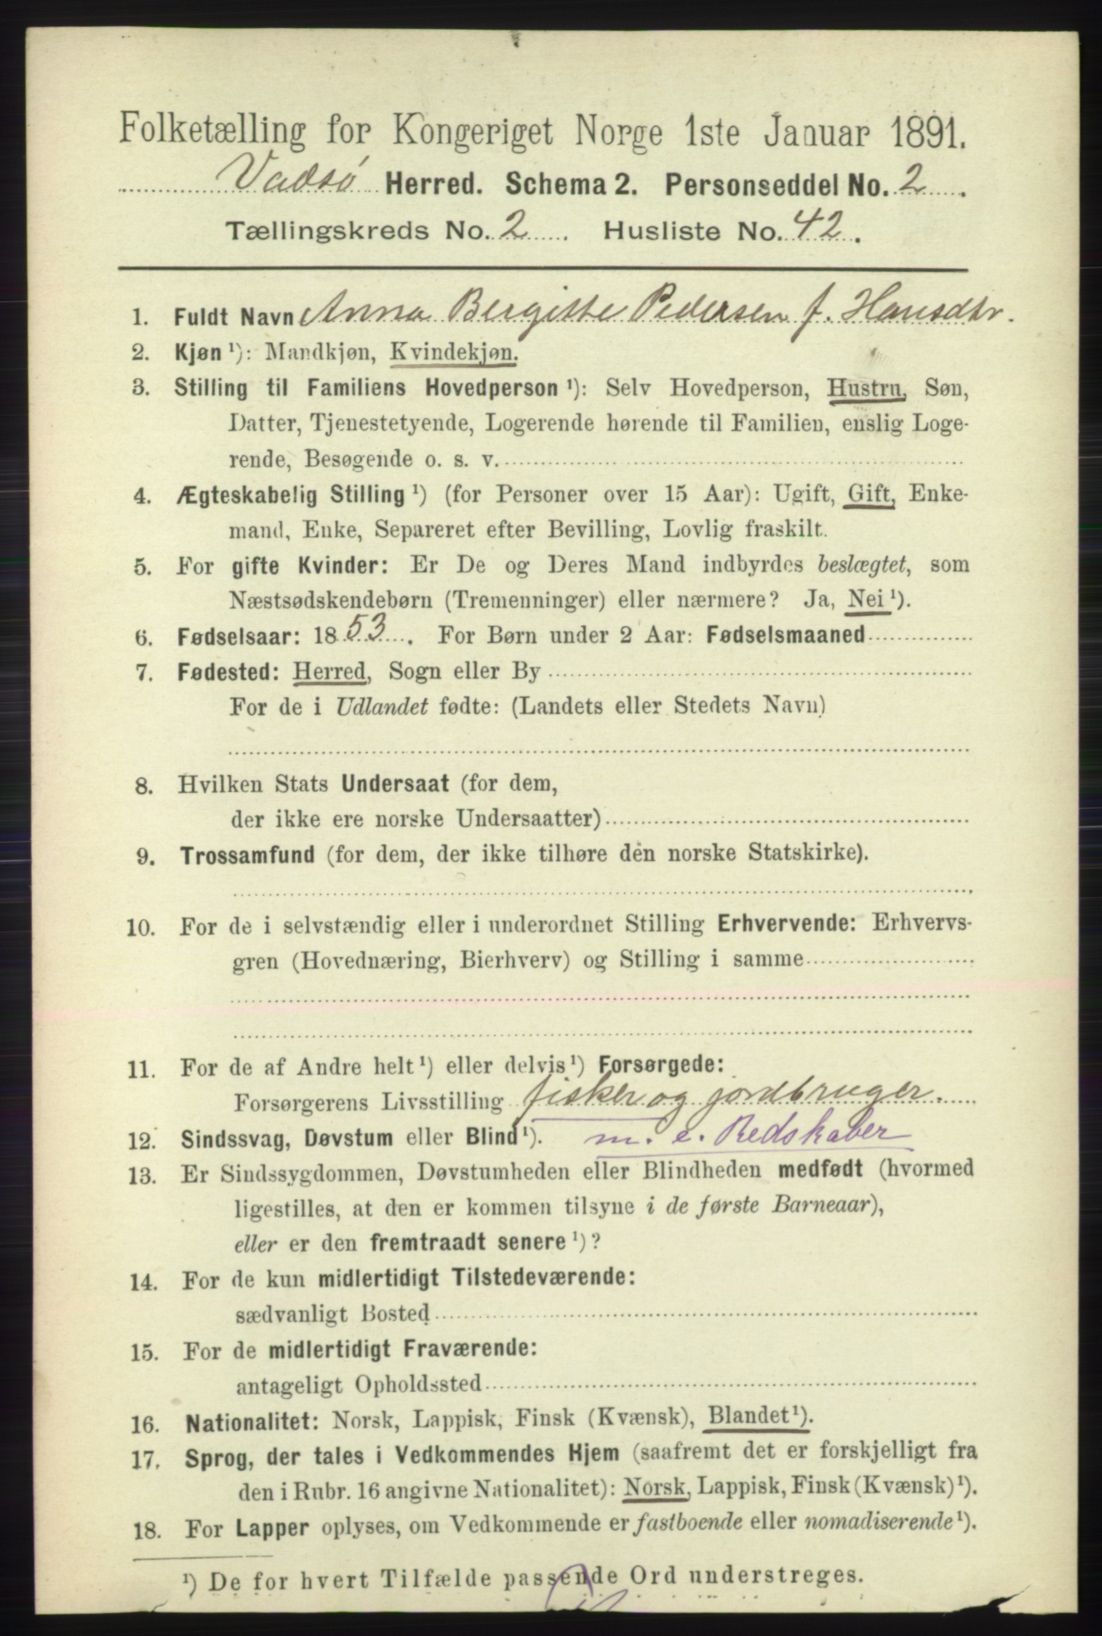 Folketælling for Kongeriget Norge 1ste Januar 1891.
Vadsø Herred. Schema 2. Personseddel No. 2.
Tællingskreds No. 2. Husliste No. 42.
1. Fuldt Navn Anna Bergitte Pedersen f. Hansdtr.
2. Kjøn ¹): Mandkjøn, Kvindekjøn.
3. Stilling til Familiens Hovedperson ¹): Selv Hovedperson, Hustru, Søn,
Datter, Tjenestetyende, Logerende hørende til Familien, enslig Loge-
rende, Besøgende o. s. v.
4. Ægteskabelig Stilling ¹) (for Personer over 15 Aar): Ugift, Gift, Enke-
mand, Enke, Separeret efter Bevilling, Lovlig fraskilt.
5. For gifte Kvinder: Er De og Deres Mand indbyrdes beslægtet, som
Næstsødskendebørn (Tremenninger) eller nærmere? Ja, Nei ¹).
6. Fødselsaar: 1853. For Børn under 2 Aar: Fødselsmaaned
7. Fødested: Herred, Sogn eller By
For de i Udlandet fødte: (Landets eller Stedets Navn)
8. Hvilken Stats Undersaat (for dem,
der ikke ere norske Undersaatter)
9. Trossamfund (for dem, der ikke tilhøre den norske Statskirke).
10. For de i selvstændig eller i underordnet Stilling Erhvervende: Erhvervs-
gren (Hovednæring, Bierhverv) og Stilling i samme
11. For de af Andre helt ¹) eller delvis ¹) Forsørgede:
Forsørgerens Livsstilling fisker og jordbruger.
12. Sindssvag, Døvstum eller Blind ¹). m. e. Redskaber
13. Er Sindssygdommen, Døvstumheden eller Blindheden medfødt (hvormed
ligestilles, at den er kommen tilsyne i de første Barneaar),
eller er den fremtraadt senere ¹)?
14. For de kun midlertidigt Tilstedeværende:
sædvanligt Bosted
15. For de midlertidigt Fraværende:
antageligt Opholdssted
16. Nationalitet: Norsk, Lappisk, Finsk (Kvænsk), Blandet ¹).
17. Sprog, der tales i Vedkommendes Hjem (saafremt det er forskjelligt fra
den i Rubr. 16 angivne Nationalitet): Norsk, Lappisk, Finsk (Kvænsk) ¹).
18. For Lapper oplyses, om Vedkommende er fastboende eller nomadiserende ¹).
¹) De for hvert Tilfælde passende Ord understreges.